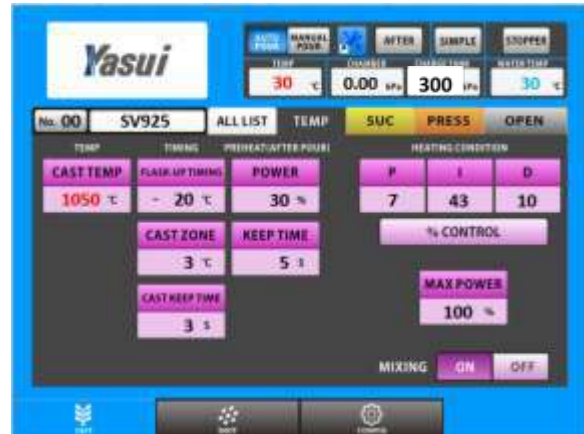 Yasui
AUTO POUR MANUAL POUR AFTER SIMPLE STOPPER
TEMP CHAMBER CHARGE TANK WATER TEMP
30 ℃ 0.00 kPa 300 kPa 30 ℃
No. 00 SV925 ALL LIST TEMP SUC PRESS OPEN
TEMP TIMING PREHEAT(AFTER POUR) HEATING CONDITION
CAST TEMP FLASK-UP TIMING POWER P I D
1050 ℃ - 20 ℃ 30 % 7 43 10
CAST ZONE KEEP TIME % CONTROL
3 ℃ 5 s
CAST KEEP TIME MAX POWER
3 s 100 %
MIXING ON OFF
CONFIG